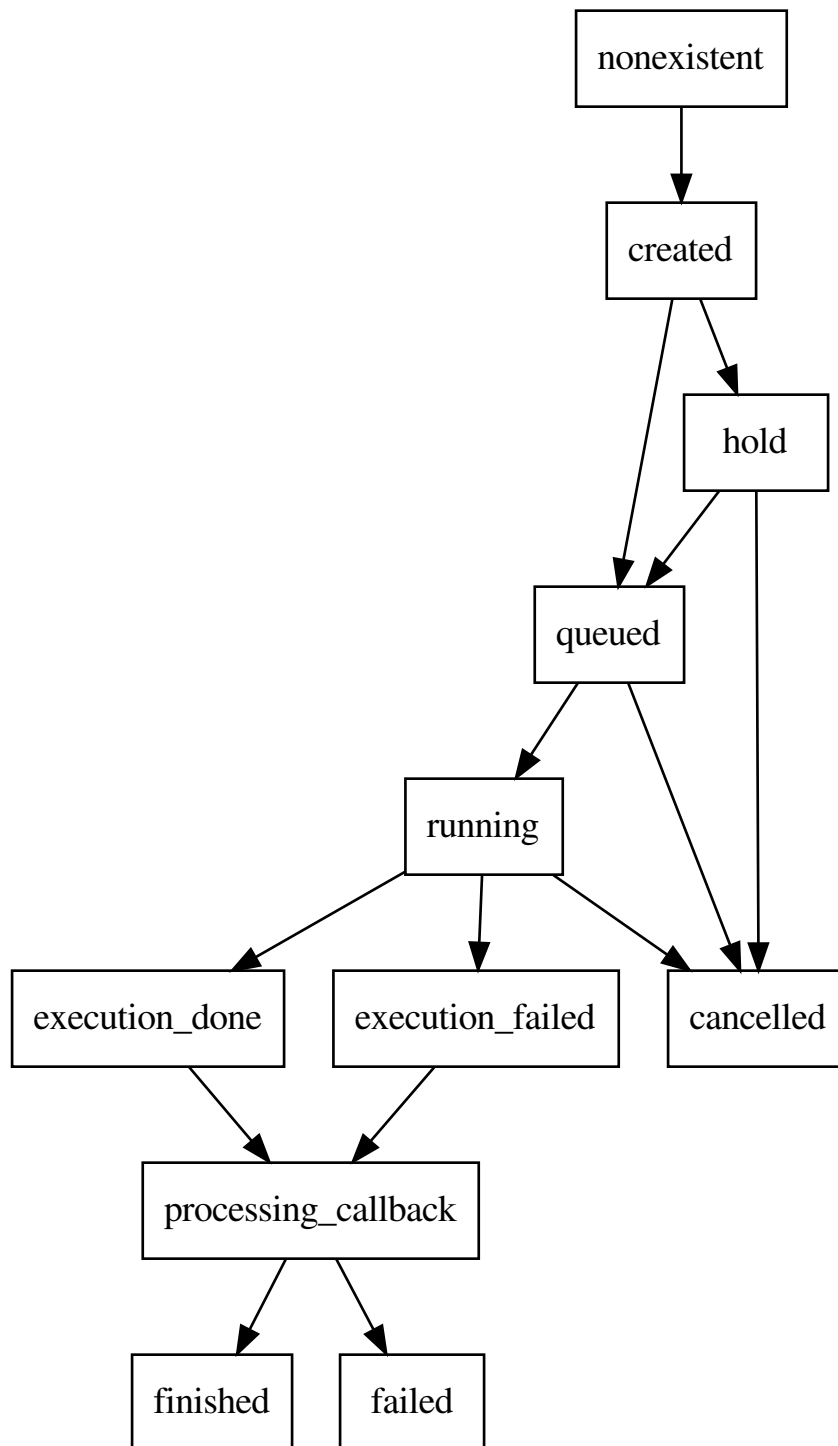 nonexistent
created
hold
queued
running
execution_done
execution_failed
cancelled
processing_callback
finished
failed